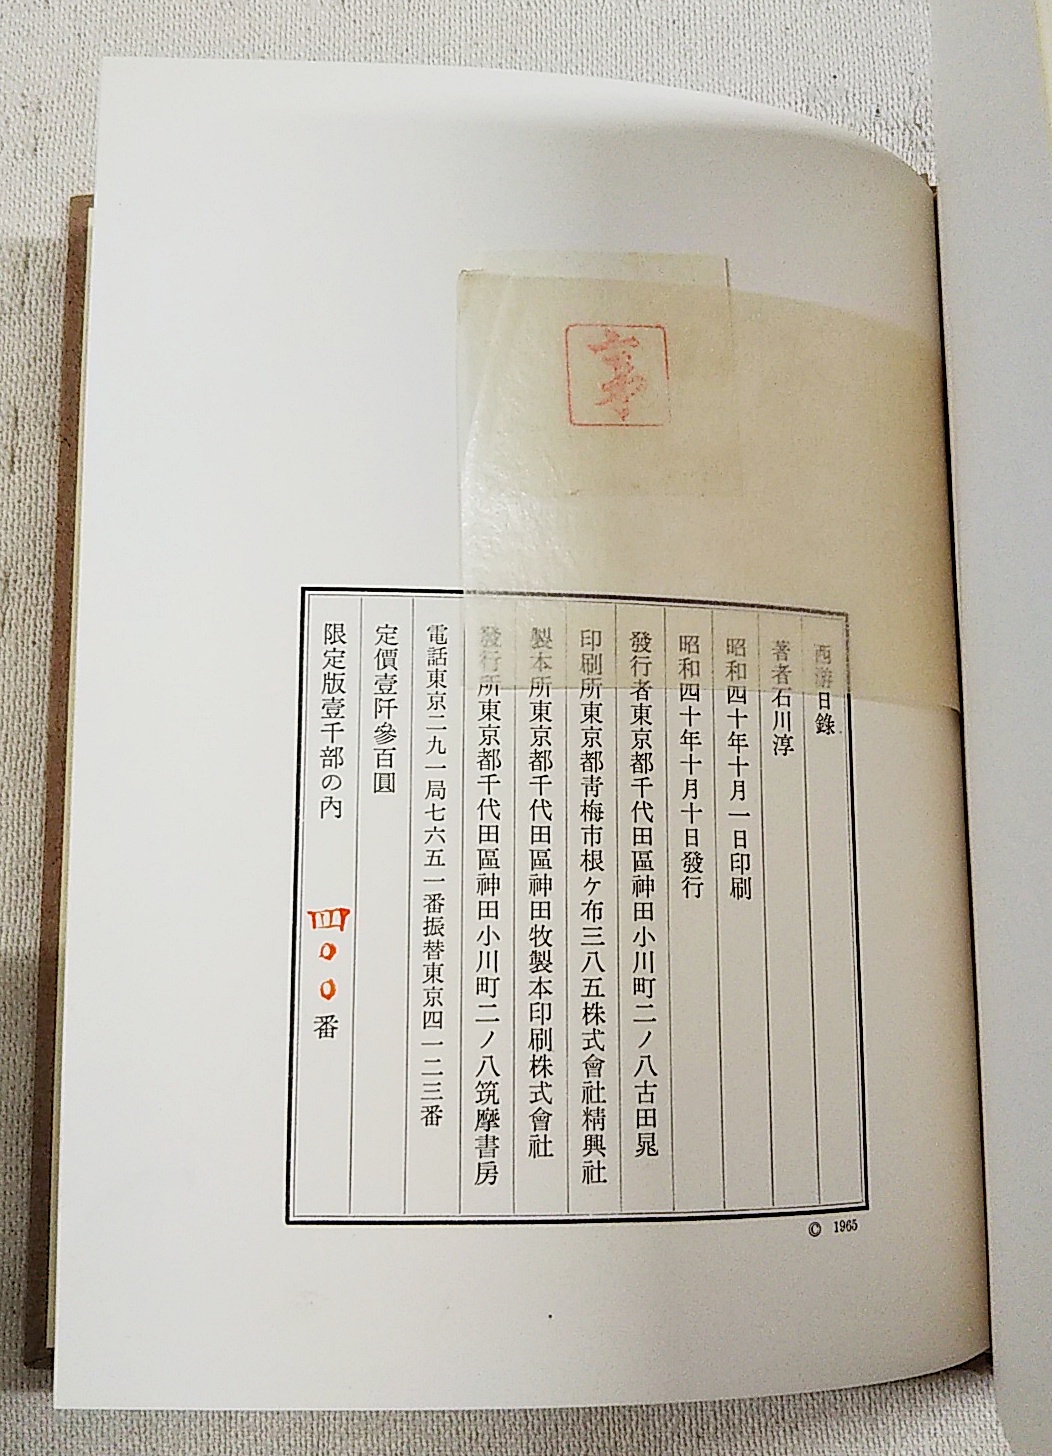 西游日錄
著者石川淳
昭和四十年十月一日印刷
昭和四十年十月十日發行
發行者東京都千代田區神田小川町二ノ八古田晁
印刷所東京都靑梅市根ケ布三八五株式會社精興社
製本所東京都千代田區神田牧製本印刷株式會社
發行所東京都千代田區神田小川町二ノ八筑摩書房
電話東京二九一局七六五一番振替東京四一二三番
定價壹阡參百圓
限定版壹千部の內 四〇〇番
© 1965